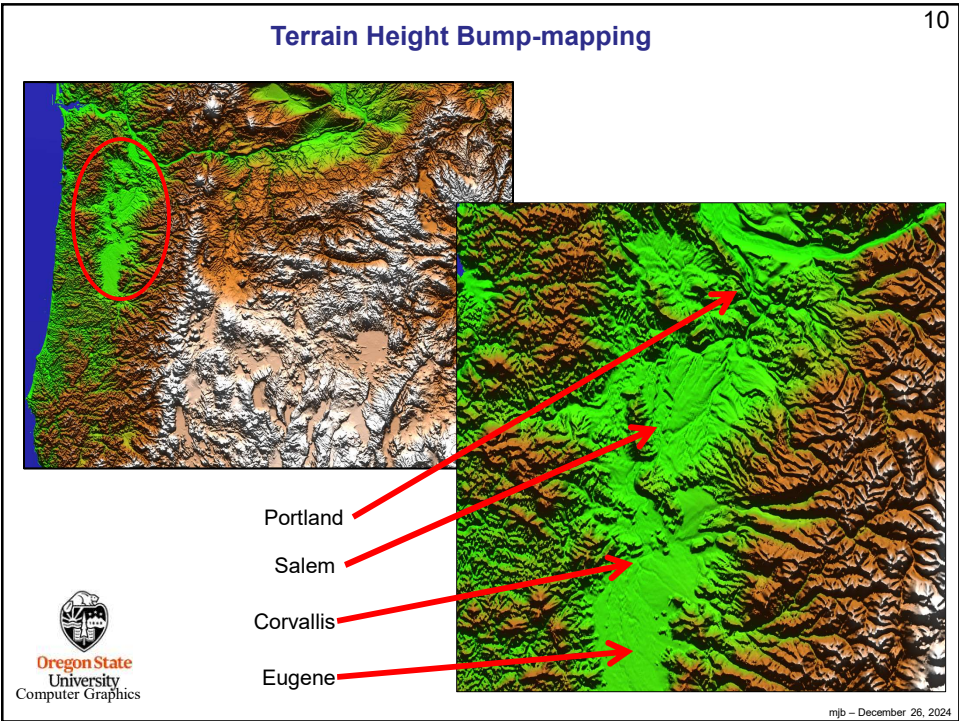 10
Terrain Height Bump-mapping
Portland
Salem
Corvallis
Eugene
Oregon State
University
Computer Graphics
mjb – December 26, 2024